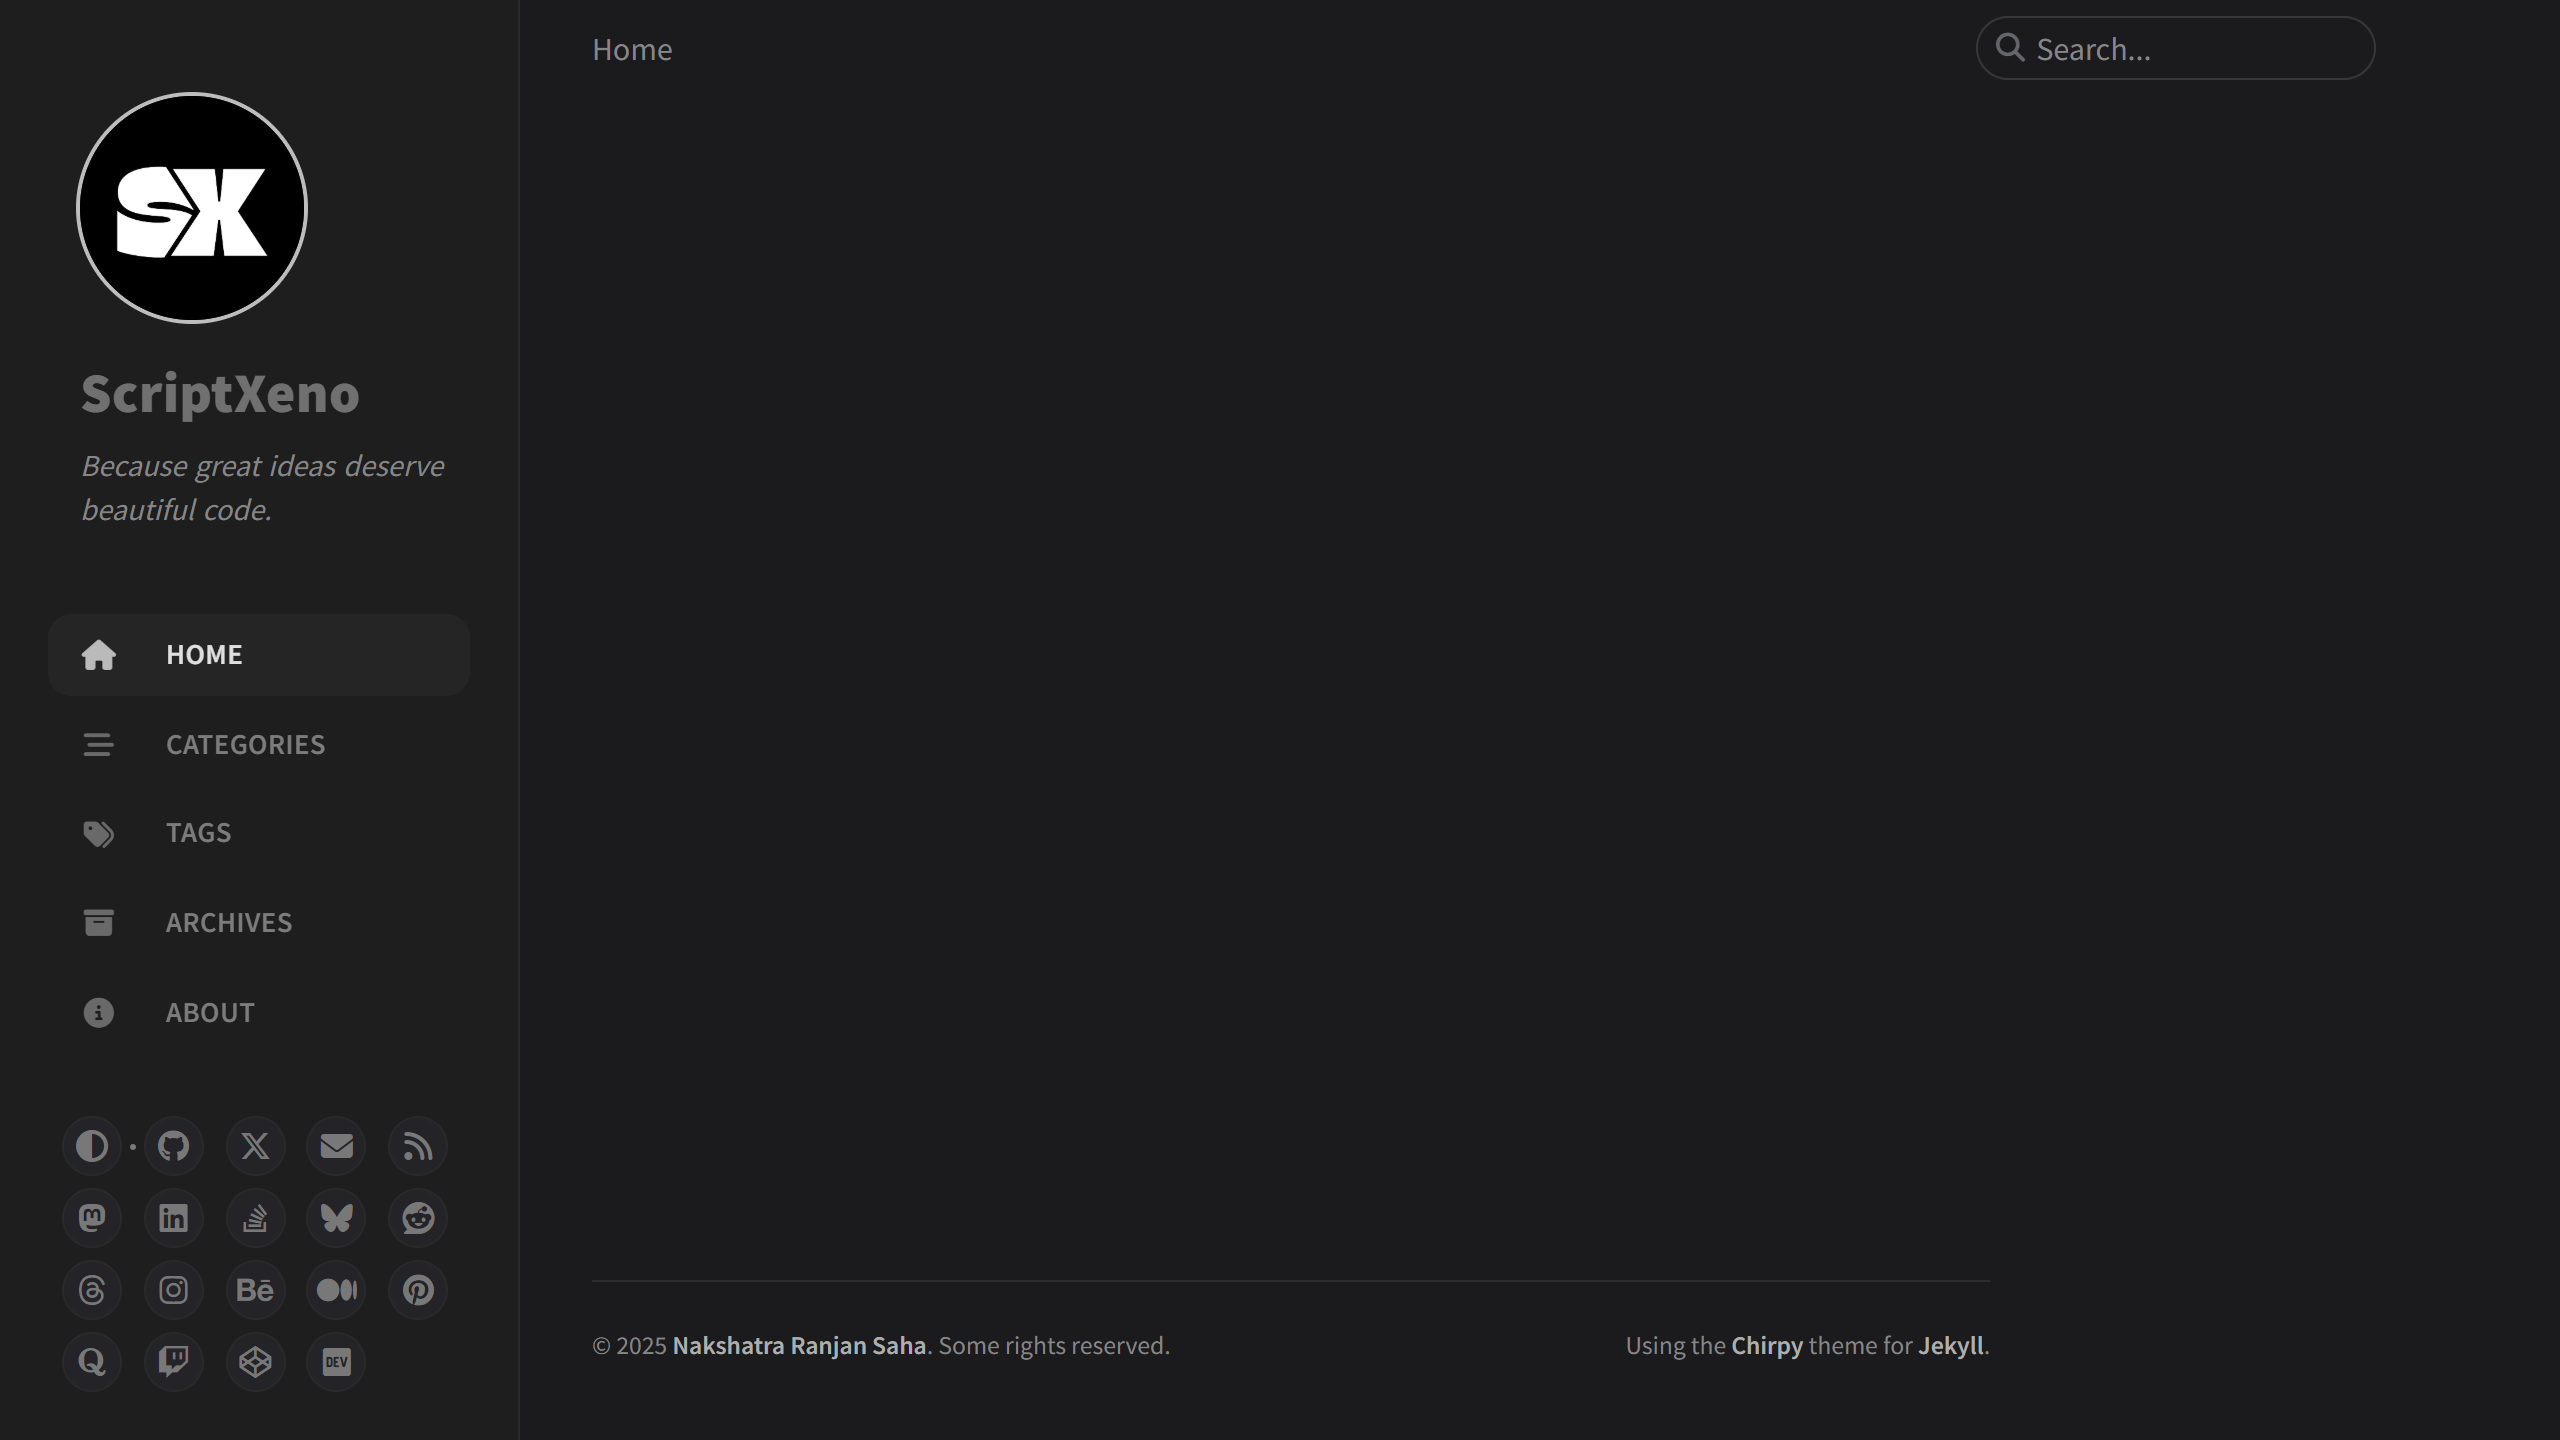 SX
ScriptXeno
Because great ideas deserve
beautiful code.
HOME
CATEGORIES
TAGS
ARCHIVES
ABOUT
Bē
DEV
Home
Search...
© 2025 Nakshatra Ranjan Saha. Some rights reserved.
Using the Chirpy theme for Jekyll.